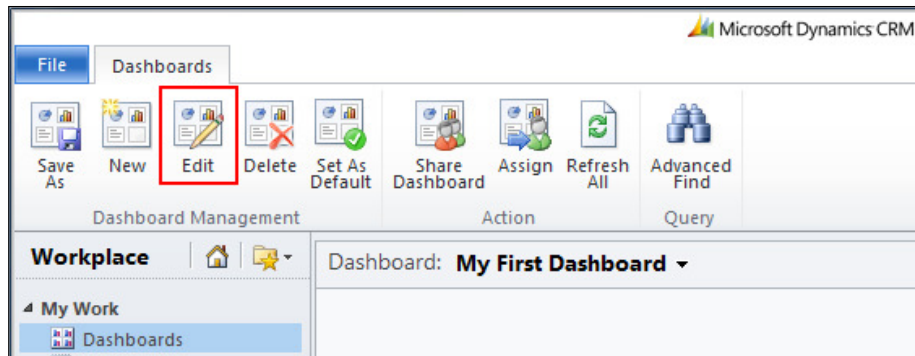 Microsoft Dynamics CRM
File Dashboards
Save As New Edit Delete Set As Default Share Dashboard Assign Refresh All Advanced Find
Dashboard Management Action Query
Workplace Dashboard: My First Dashboard
My Work
Dashboards